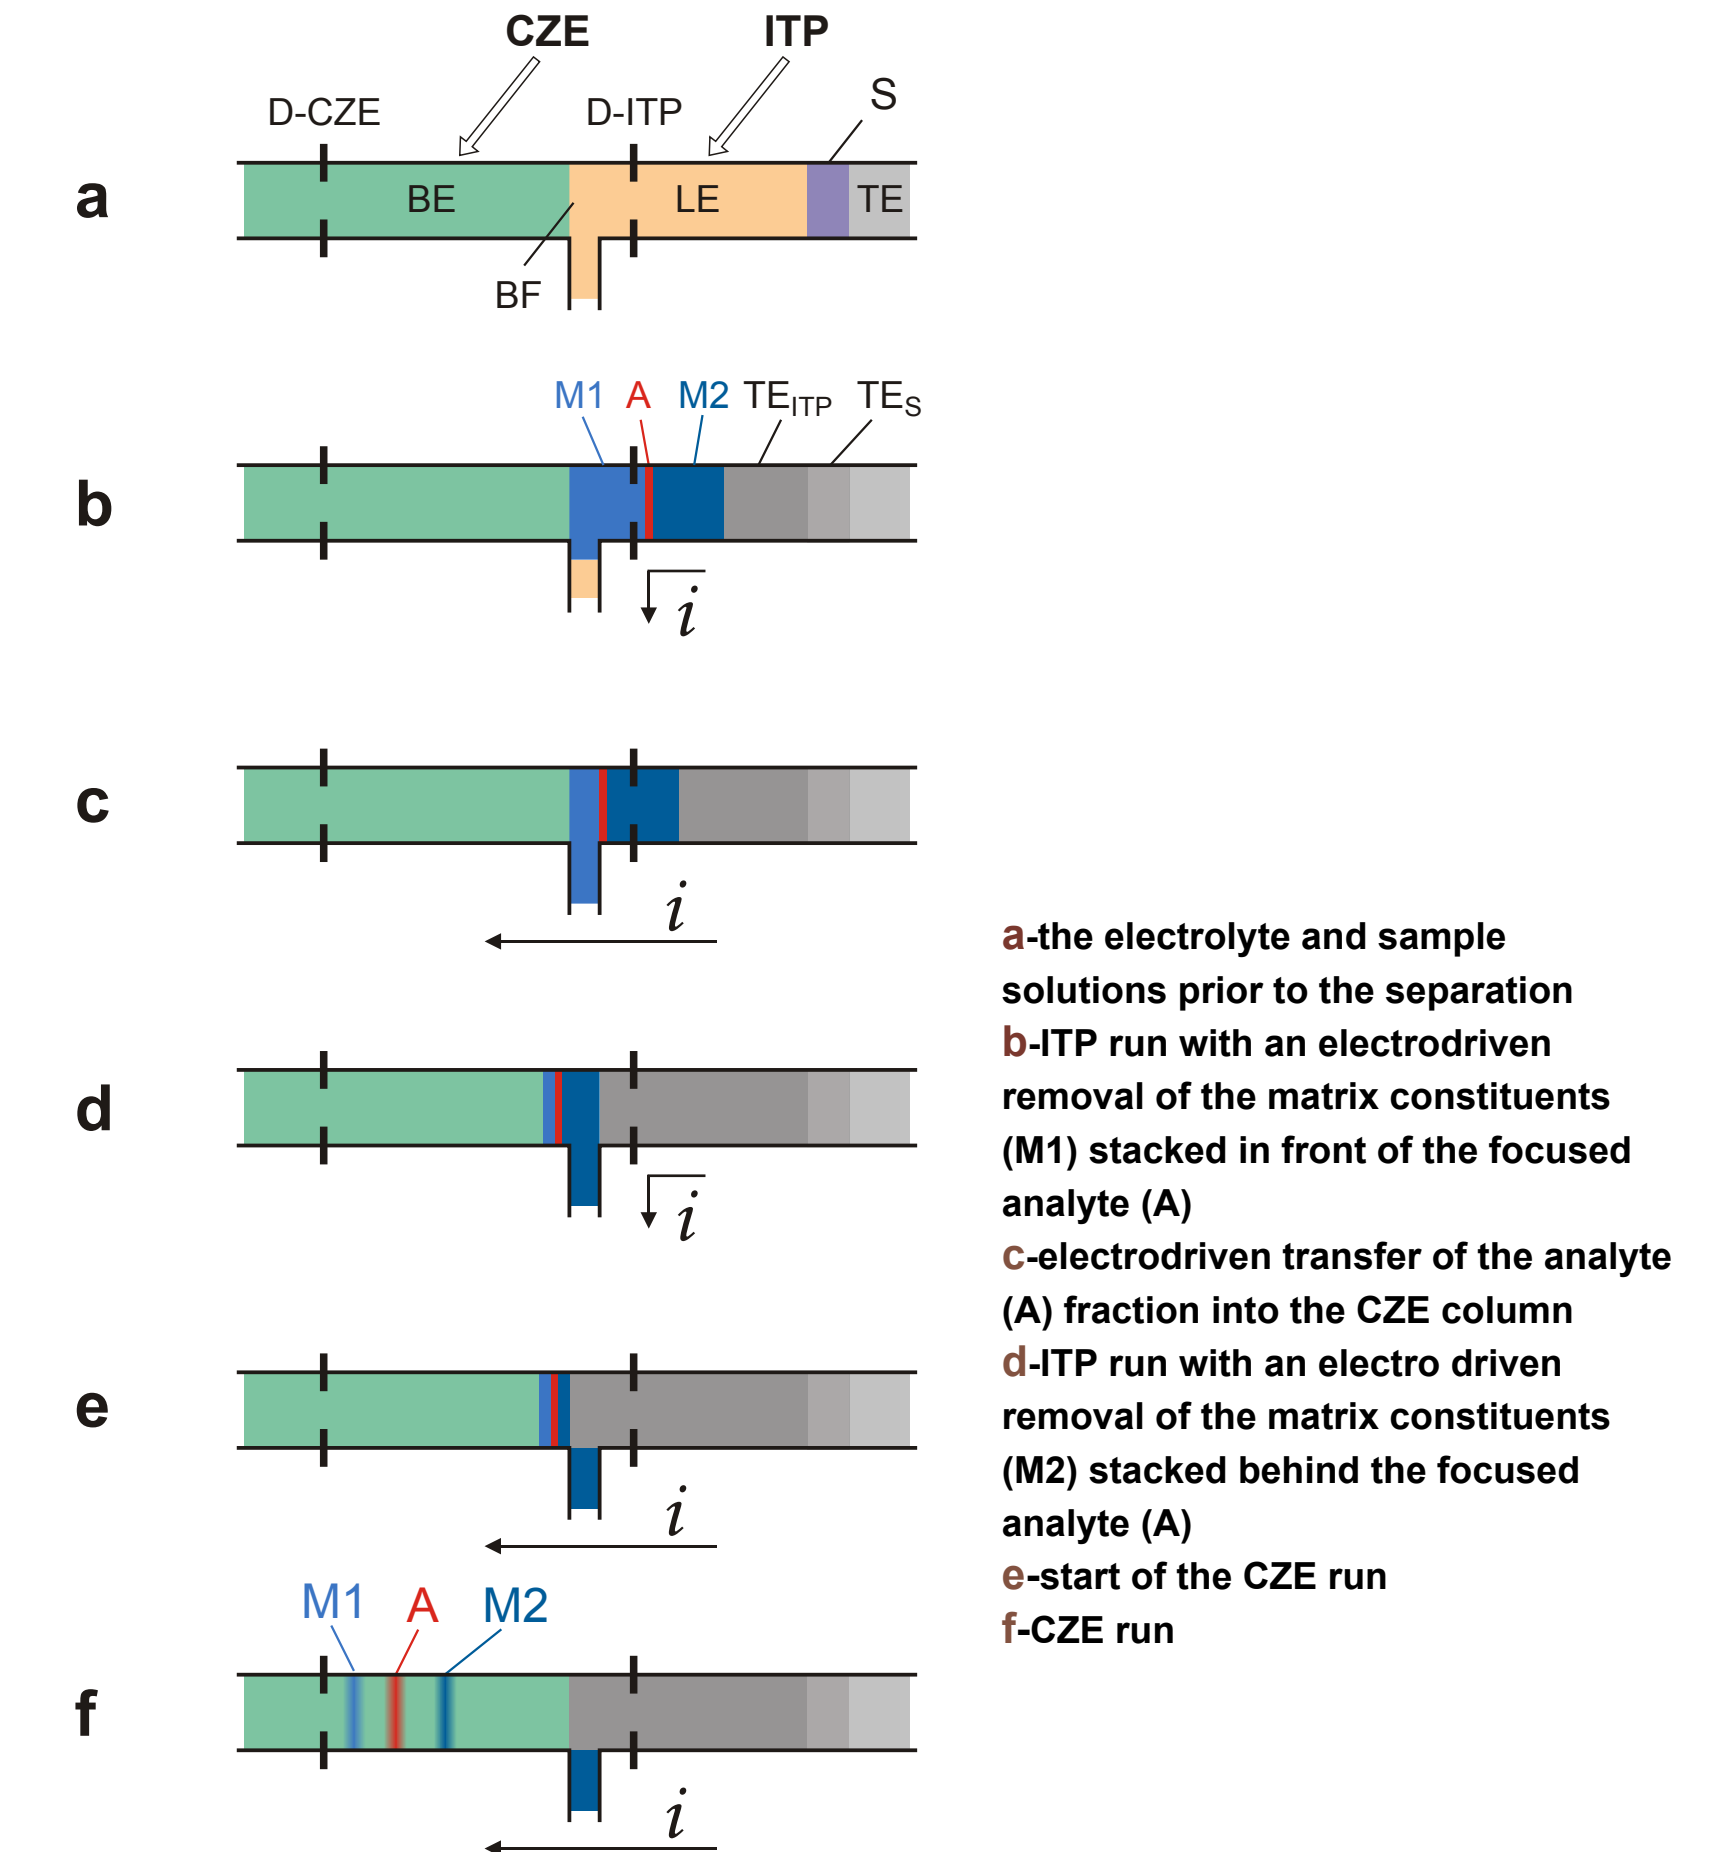 CZE ITP
D-CZE D-ITP S
a BE LE TE
BF
M1 A M2 TE_ITP TE_S
b
i
c
i
d
i
e
i
M1 A M2
f
i
a-the electrolyte and sample
solutions prior to the separation
b-ITP run with an electrodriven
removal of the matrix constituents
(M1) stacked in front of the focused
analyte (A)
c-electrodriven transfer of the analyte
(A) fraction into the CZE column
d-ITP run with an electro driven
removal of the matrix constituents
(M2) stacked behind the focused
analyte (A)
e-start of the CZE run
f-CZE run